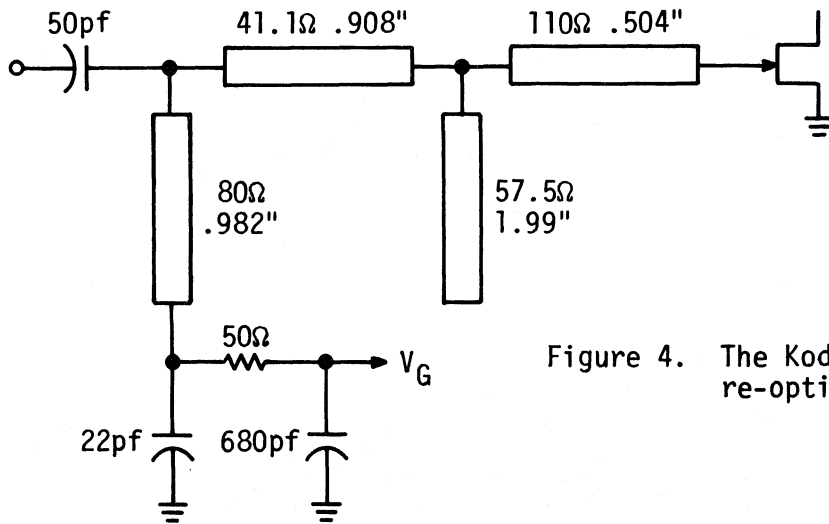 50pf
41.1Ω .908"
110Ω .504"
80Ω
.982"
57.5Ω
1.99"
50Ω
V_G
22pf
680pf
Figure 4. The Kod
re-opti